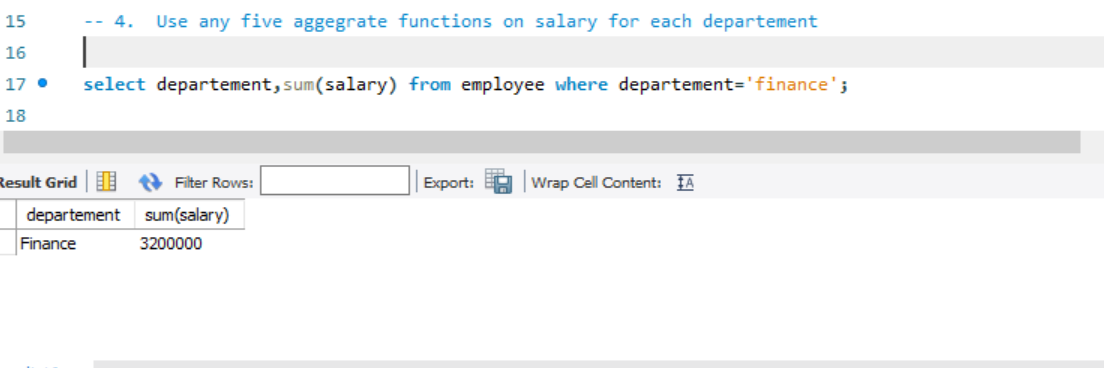 15 -- 4.  Use any five aggegrate functions on salary for each departement
16
17 select departement,sum(salary) from employee where departement='finance';
18
Result Grid Filter Rows: Export: Wrap Cell Content:
departement sum(salary)
Finance 3200000